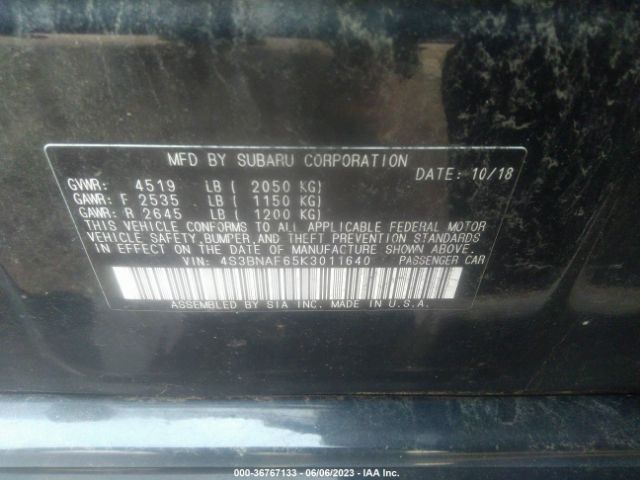 MFD BY SUBARU CORPORATION
DATE: 10/18
GVWR: 4519 LB ( 2050 KG)
GAWR: F 2535 LB ( 1150 KG)
GAWR: R 2645 LB ( 1200 KG)
THIS VEHICLE CONFORMS TO ALL APPLICABLE FEDERAL MOTOR
VEHICLE SAFETY, BUMPER, AND THEFT PREVENTION STANDARDS
IN EFFECT ON THE DATE OF MANUFACTURE SHOWN ABOVE.
VIN: 4S3BNAF65K3011640 PASSENGER CAR
ASSEMBLED BY SIA INC. MADE IN U.S.A.
000-36767133 - 06/06/2023 - IAA Inc.